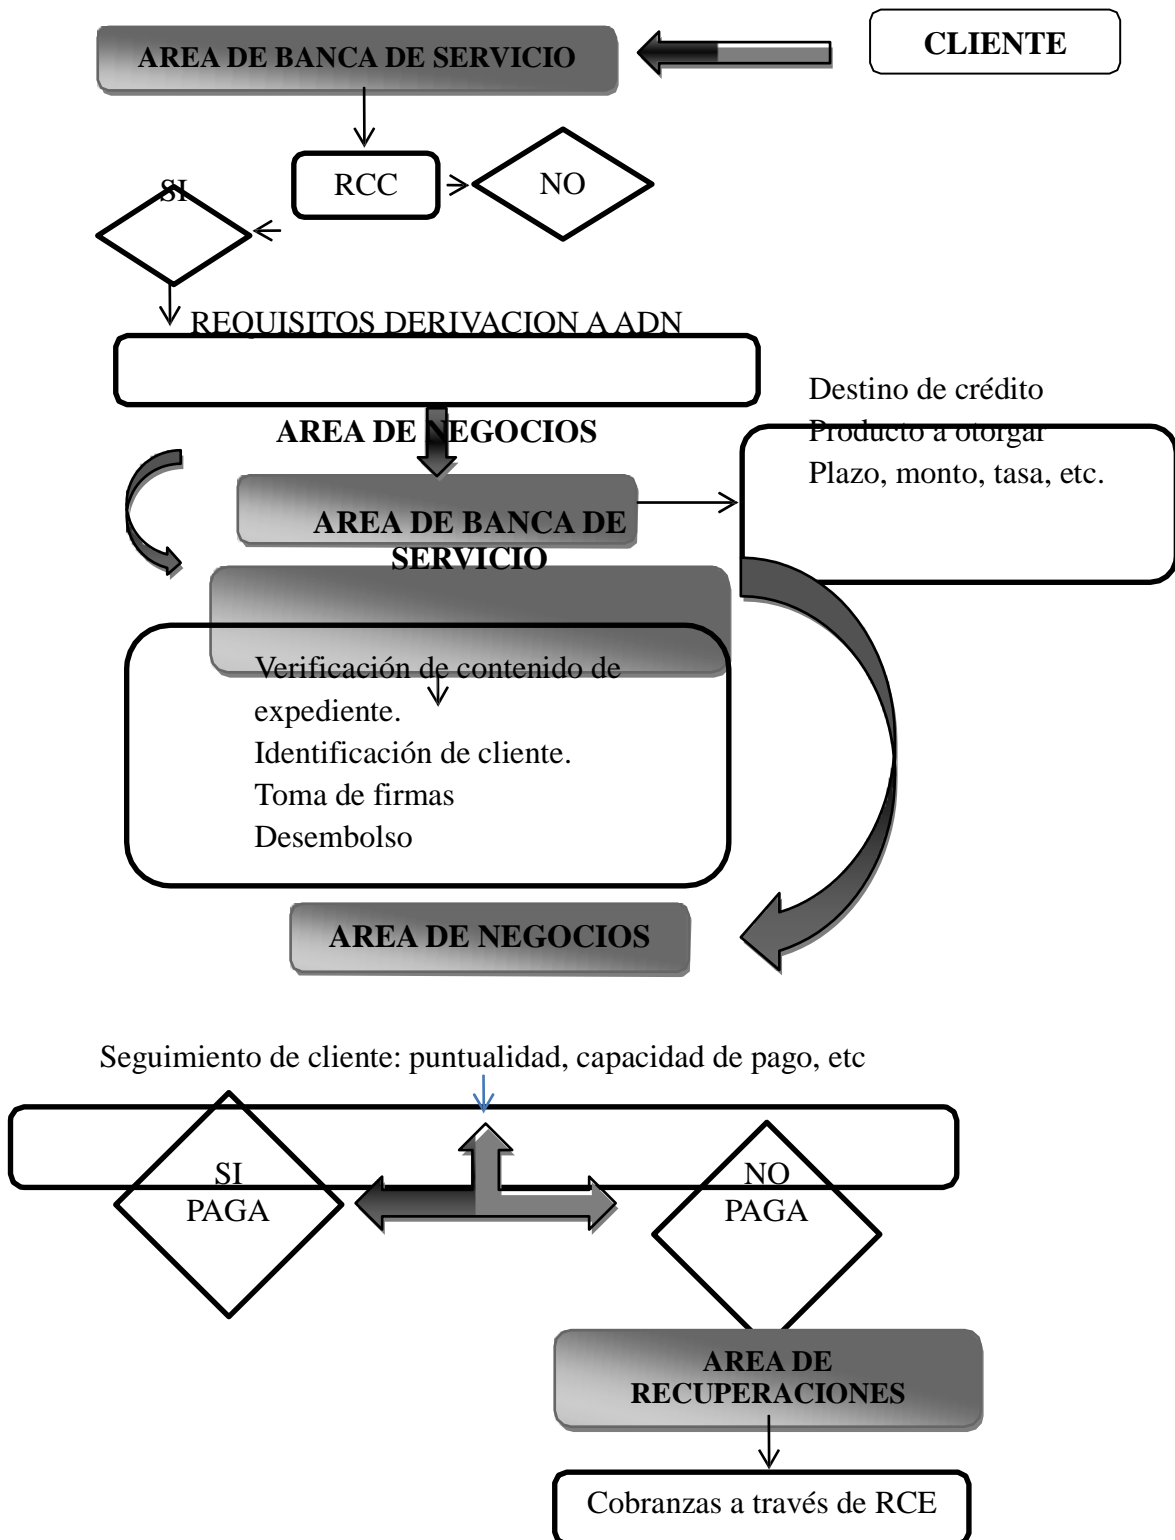 AREA DE BANCA DE SERVICIO
CLIENTE
SI
RCC
NO
REQUISITOS DERIVACION A ADN
AREA DE NEGOCIOS
Destino de crédito
Producto a otorgar
Plazo, monto, tasa, etc.
AREA DE BANCA DE
SERVICIO
Verificación de contenido de
expediente.
Identificación de cliente.
Toma de firmas
Desembolso
AREA DE NEGOCIOS
Seguimiento de cliente: puntualidad, capacidad de pago, etc
SI
PAGA
NO
PAGA
AREA DE
RECUPERACIONES
Cobranzas a través de RCE